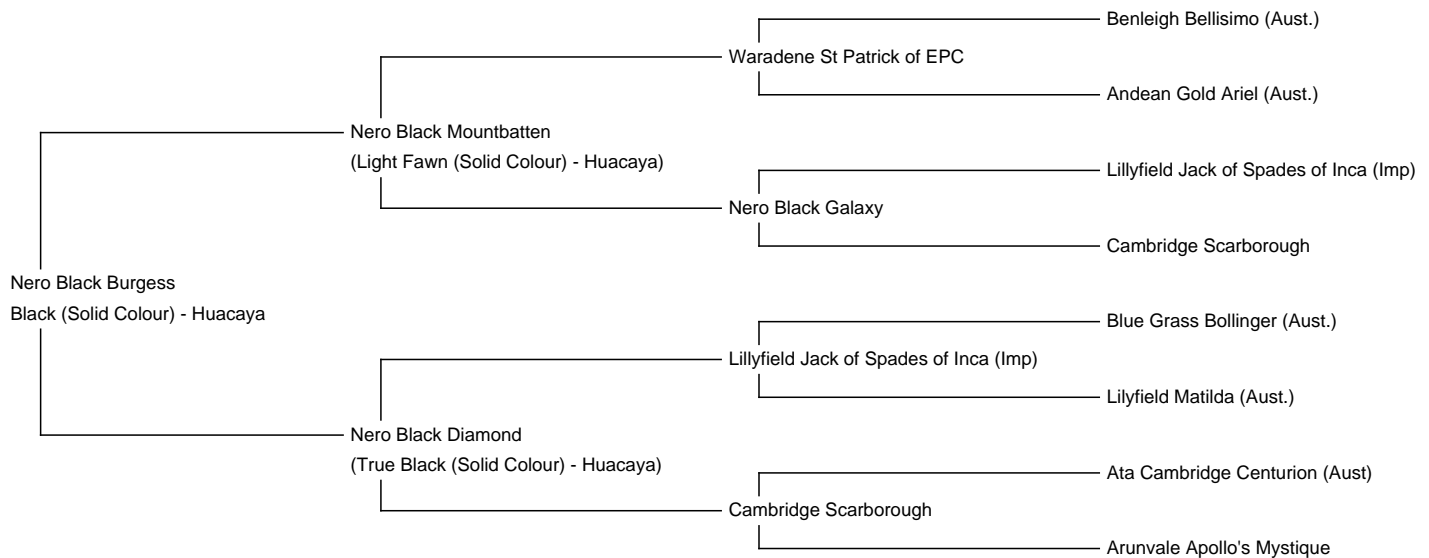 Benleigh Bellisimo (Aust.)
Waradene St Patrick of EPC
Andean Gold Ariel (Aust.)
Nero Black Mountbatten
(Light Fawn (Solid Colour) - Huacaya)
Lillyfield Jack of Spades of Inca (Imp)
Nero Black Galaxy
Cambridge Scarborough
Nero Black Burgess
Black (Solid Colour) - Huacaya
Blue Grass Bollinger (Aust.)
Lillyfield Jack of Spades of Inca (Imp)
Lilyfield Matilda (Aust.)
Nero Black Diamond
(True Black (Solid Colour) - Huacaya)
Ata Cambridge Centurion (Aust)
Cambridge Scarborough
Arunvale Apollo's Mystique